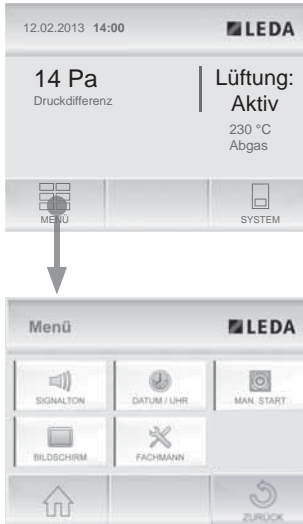 12.02.2013 14:00
LEDA
14 Pa
Druckdifferenz
Lüftung:
Aktiv
230 °C
Abgas
MENÜ
SYSTEM
Menü
LEDA
SIGNALTON
DATUM / UHR
MAN. START
BILDSCHIRM
FACHMANN
ZURÜCK